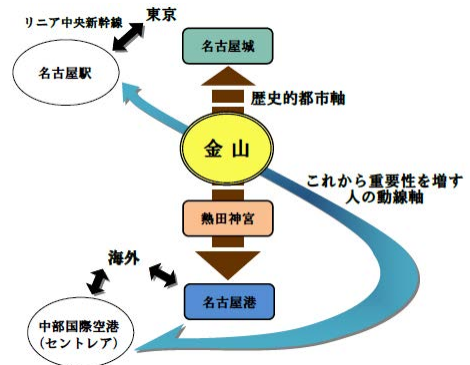 リニア中央新幹線
東京
名古屋駅
名古屋城
歴史的都市軸
金山
これから重要性を増す
人の動線軸
熱田神宮
海外
名古屋港
中部国際空港
（セントレア）